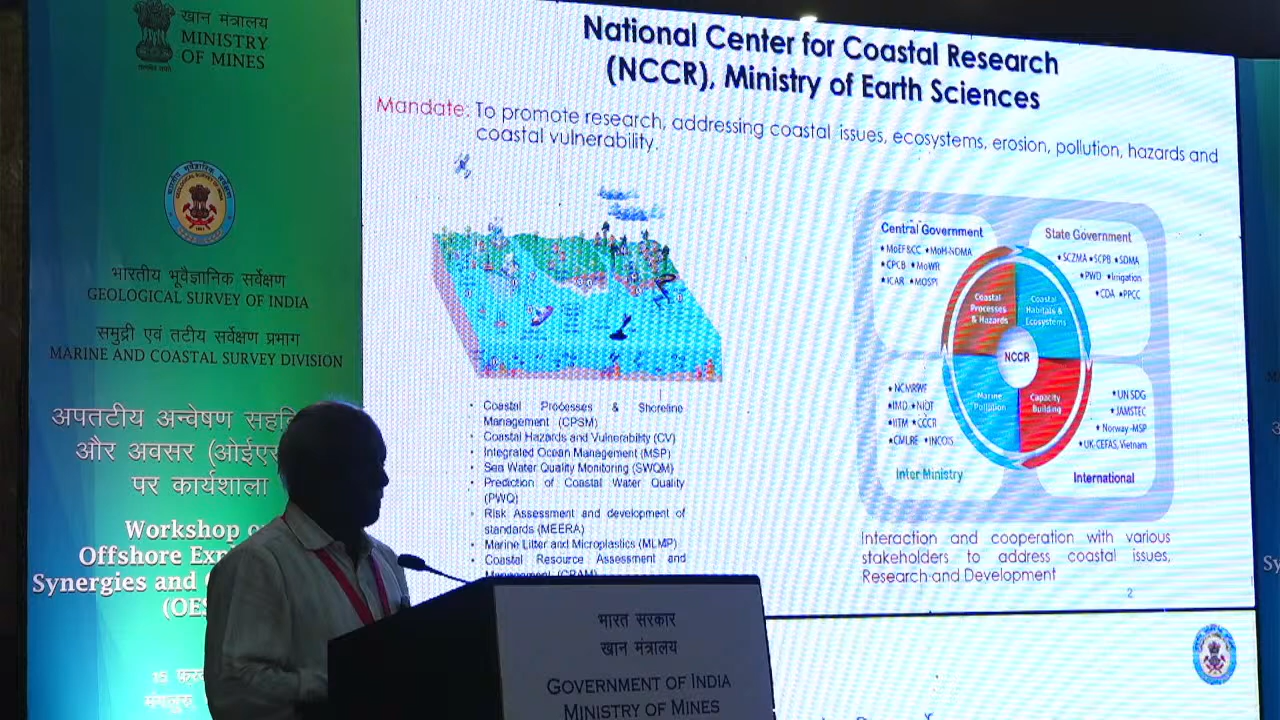 खान मंत्रालय
MINISTRY
OF MINES
भारतीय भूवैज्ञानिक सर्वेक्षण
GEOLOGICAL SURVEY OF INDIA
समुद्री एवं तटीय सर्वेक्षण प्रभाग
MARINE AND COASTAL SURVEY DIVISION
अपतटीय अन्वेषण
और अवसर
पर कार्यशाला
Workshop
Offshore
Synergies and
National Center for Coastal Research
(NCCR), Ministry of Earth Sciences
Mandate: To promote research, addressing coastal issues, ecosystems, erosion, pollution, hazards and
coastal vulnerability.
• Coastal Processes & Shoreline
Management (CPSM)
• Coastal Hazards and Vulnerability (CV)
• Integrated Ocean Management (MSP)
• Sea Water Quality Monitoring (SWQM)
• Prediction of Coastal Water Quality
(PWQ)
• Risk Assessment and development of
standards (MEERA)
• Marine Litter and Microplastics (MLMP)
• Coastal Resource Assessment and
Management (CRAM)
Central Government
• MoEF&CC • MoH-NDMA
• CPCB • MoWR
• ICAR • MOSPI
State Government
• SCZMA • SCPB • SDMA
• PWD • Irrigation
• CDA • PPCC
Coastal
Processes
& Hazards
Coastal
Habitats &
Ecosystems
NCCR
Marine
Pollution
Capacity
Building
• NCMRWF
• IMD • NIOT
• IITM • CCCR
• CMLRE • INCOIS
Inter Ministry
• UN SDG
• JAMSTEC
• Norway -MSP
• UK-CEFAS, Vietnam
International
Interaction and cooperation with various
stakeholders to address coastal issues,
Research and Development
2
भारत सरकार
खान मंत्रालय
GOVERNMENT OF INDIA
MINISTRY OF MINES